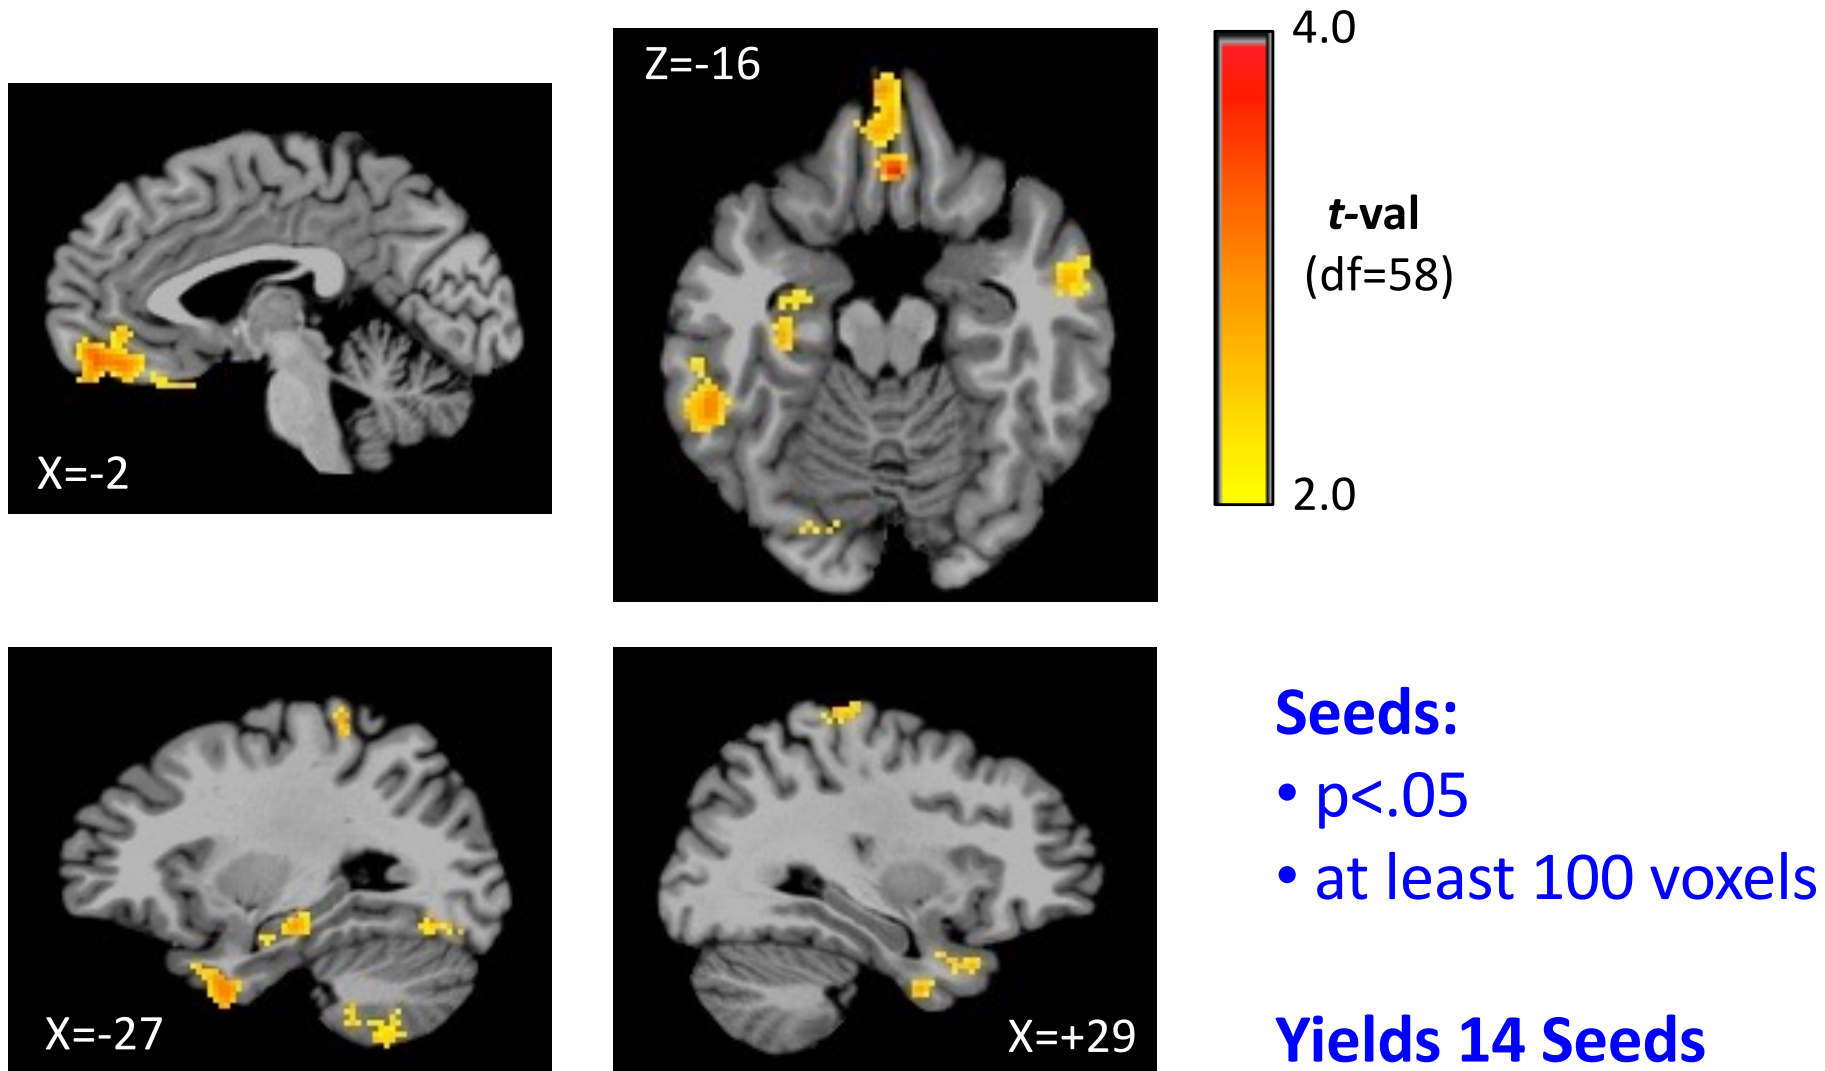 X=-2
Z=-16
4.0
t-val
(df=58)
2.0
X=-27
X=+29
Seeds:
• p<.05
• at least 100 voxels
Yields 14 Seeds